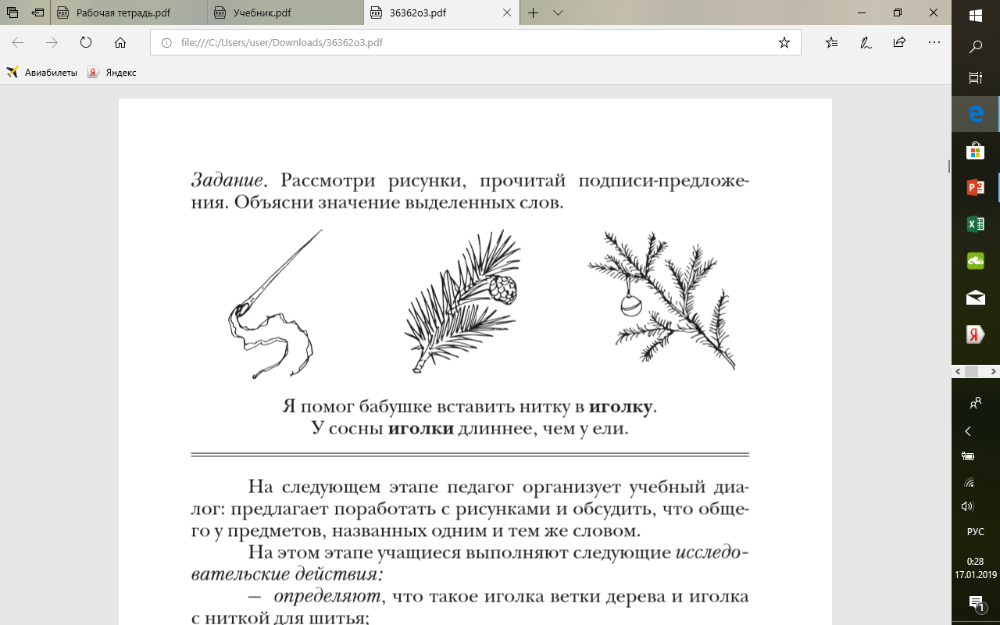 Рабочая тетрадь.pdf
Учебник.pdf
36362o3.pdf
file:///C:/Users/user/Downloads/36362o3.pdf
Авиабилеты
Яндекс
Задание. Рассмотри рисунки, прочитай подписи-предложе-
ния. Объясни значение выделенных слов.
Я помог бабушке вставить нитку в иголку.
У сосны иголки длиннее, чем у ели.
На следующем этапе педагог организует учебный диа-
лог: предлагает поработать с рисунками и обсудить, что обще-
го у предметов, названных одним и тем же словом.
На этом этапе учащиеся выполняют следующие исследо-
вательские действия:
— определяют, что такое иголка ветки дерева и иголка
с ниткой для шитья;
РУС
0:28
17.01.2019
1